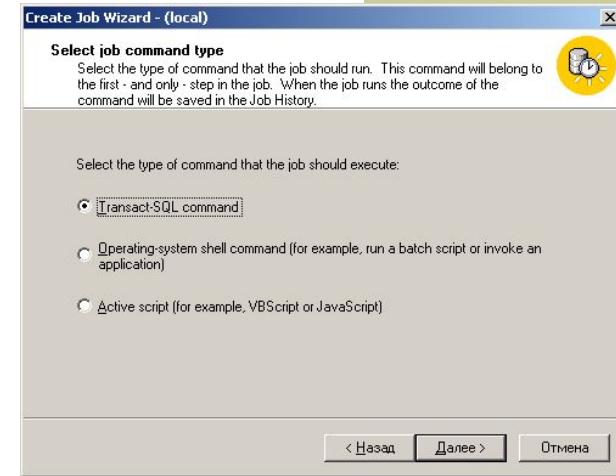 Create Job Wizard - (local)
Select job command type
Select the type of command that the job should run. This command will belong to
the first - and only - step in the job. When the job runs the outcome of the
command will be saved in the Job History.
Select the type of command that the job should execute:
Transact-SQL command
Operating-system shell command (for example, run a batch script or invoke an
application)
Active script (for example, VBScript or JavaScript)
< Назад
Далее >
Отмена